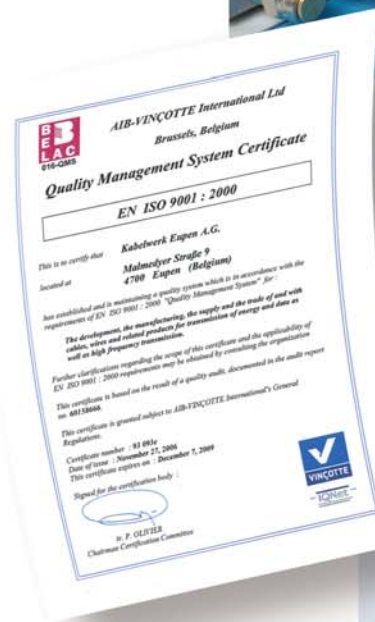 BELAC
016-QMS
AIB-VINÇOTTE International Ltd
Brussels, Belgium
Quality Management System Certificate
EN ISO 9001 : 2000
This is to certify that
Kabelwerk Eupen A.G.
located at
Malmedyer Straße 9
4700 Eupen (Belgium)
has established and is maintaining a quality system which is in accordance with the
requirements of EN ISO 9001 : 2000 "Quality Management System" for :
The development, the manufacturing, the supply and the trade of and with
cables, wires and related products for transmission of energy and data as
well as high frequency transmission.
Further clarifications regarding the scope of this certificate and the applicability of
EN ISO 9001 : 2000 requirements may be obtained by consulting the organization
This certificate is based on the result of a quality audit, documented in the audit report
no. 60158666.
This certificate is granted subject to AIB-VINÇOTTE International's General
Regulations.
Certificate number : 93 093e
Date of issue : November 27, 2006
This certificate expires on : December 7, 2009
Signed for the certification body :
ir. P. OLIVIER
Chairman Certification Committee
VINÇOTTE
IQNet